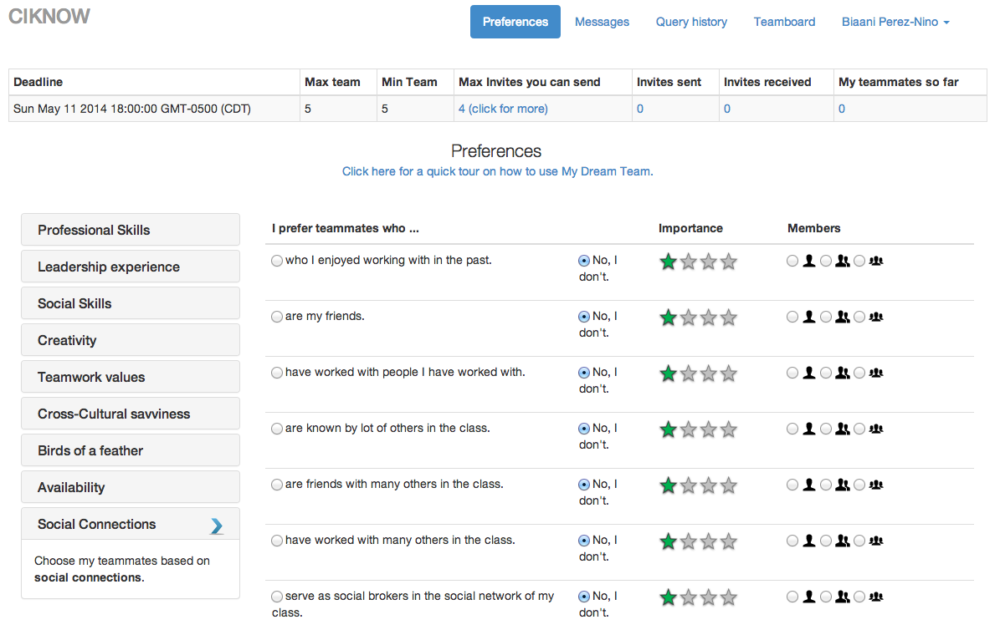 CIKNOW
Preferences Messages Query history Teamboard Biaani Perez-Nino
Deadline Max team Min Team Max Invites you can send Invites sent Invites received My teammates so far
Sun May 11 2014 18:00:00 GMT-0500 (CDT) 5 5 4 (click for more) 0 0 0
Preferences
Click here for a quick tour on how to use My Dream Team.
Professional Skills
Leadership experience
Social Skills
Creativity
Teamwork values
Cross-Cultural savviness
Birds of a feather
Availability
Social Connections
Choose my teammates based on
social connections.
I prefer teammates who ... Importance Members
who I enjoyed working with in the past. No, I
don't.
are my friends. No, I
don't.
have worked with people I have worked with. No, I
don't.
are known by lot of others in the class. No, I
don't.
are friends with many others in the class. No, I
don't.
have worked with many others in the class. No, I
don't.
serve as social brokers in the social network of my No, I
class. don't.